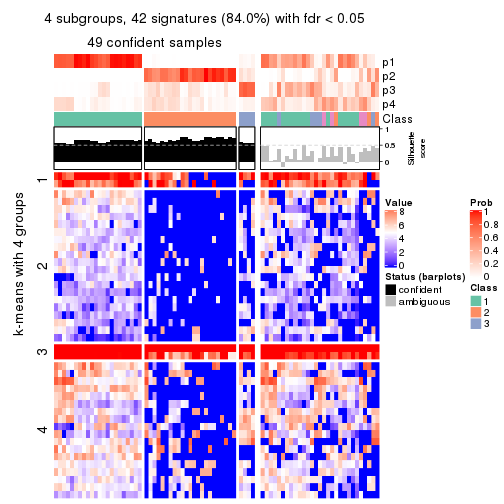 4 subgroups, 42 signatures (84.0%) with fdr < 0.05
49 confident samples
p1
p2
p3
p4
Class
1
0.5
0
Silhouette
score
k-means with 4 groups
1
2
3
4
Value
8
6
4
2
0
Status (barplots)
confident
ambiguous
Prob
1
0.8
0.6
0.4
0.2
0
Class
1
2
3